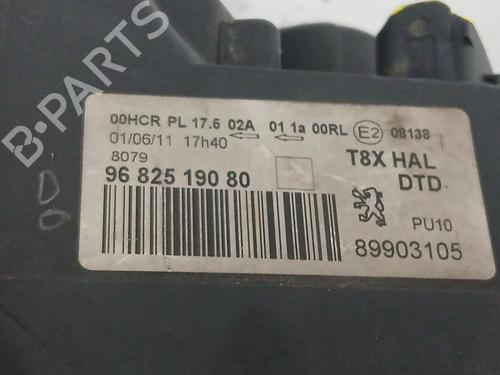 00HCR PL 17.5 02A 01 1a 00RL E2 08138
01/06/11 17h40
8079
T8X HAL
96 825 190 80
DTD
PU10
89903105
B-PARTS